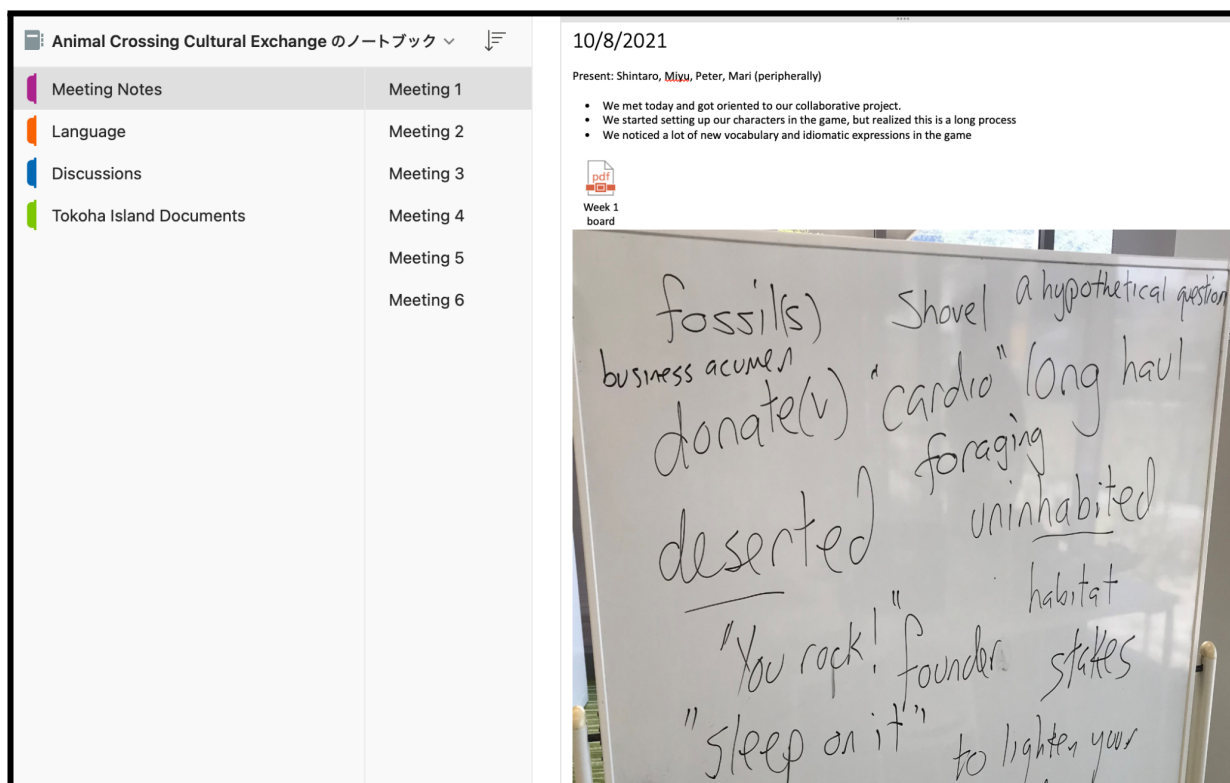 Animal Crossing Cultural Exchange のノートブック
Meeting Notes
Language
Discussions
Tokoha Island Documents
Meeting 1
Meeting 2
Meeting 3
Meeting 4
Meeting 5
Meeting 6
10/8/2021
Present: Shintaro, Miyu, Peter, Mari (peripherally)
• We met today and got oriented to our collaborative project.
• We started setting up our characters in the game, but realized this is a long process
• We noticed a lot of new vocabulary and idiomatic expressions in the game
pdf
Week 1
board
fossil(s) Shovel a hypothetical question
business acumen
donate(v) "cardio" long haul
foraging
deserted uninhabited
habitat
"You rock!" founder stakes
"sleep on it" to lighten your